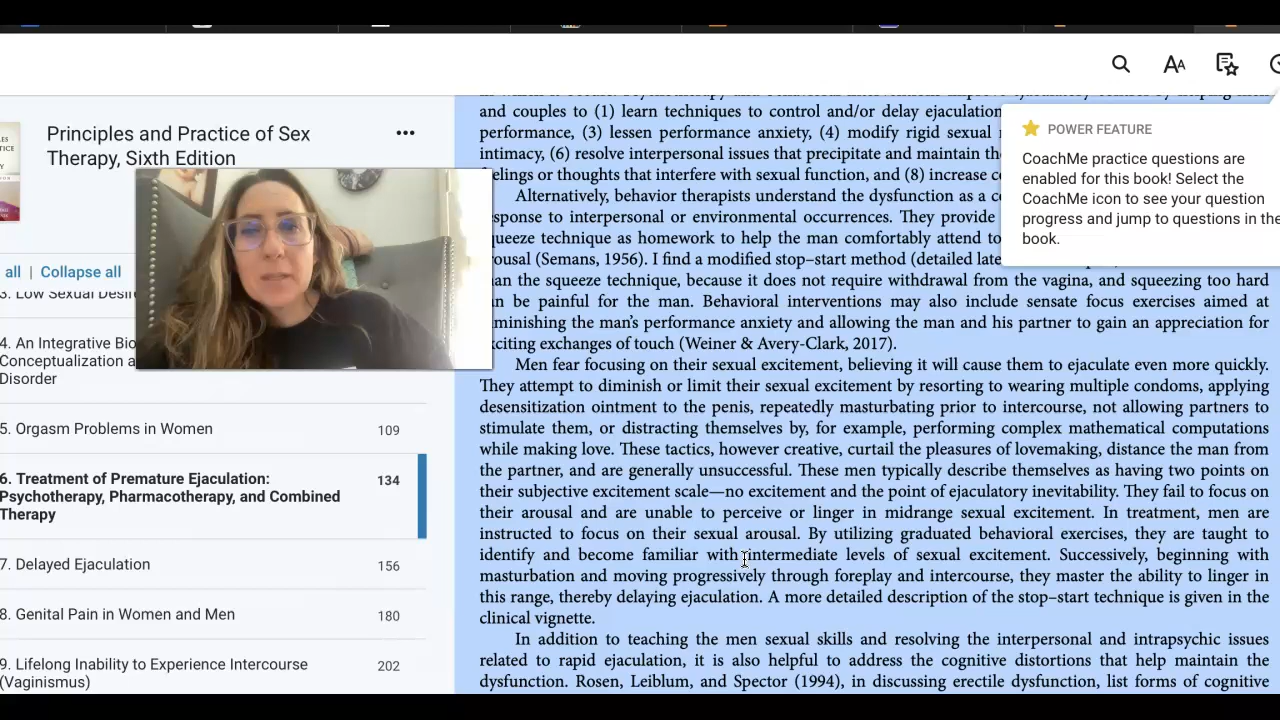 Principles and Practice of Sex
Therapy, Sixth Edition
all | Collapse all
3. Low Sexual Desire
4. An Integrative Bio
Conceptualization a
Disorder
5. Orgasm Problems in Women 109
6. Treatment of Premature Ejaculation: 134
Psychotherapy, Pharmacotherapy, and Combined
Therapy
7. Delayed Ejaculation 156
8. Genital Pain in Women and Men 180
9. Lifelong Inability to Experience Intercourse 202
(Vaginismus)
and couples to (1) learn techniques to control and/or delay ejaculation
performance, (3) lessen performance anxiety, (4) modify rigid sexual
intimacy, (6) resolve interpersonal issues that precipitate and maintain the
feelings or thoughts that interfere with sexual function, and (8) increase
Alternatively, behavior therapists understand the dysfunction as a
response to interpersonal or environmental occurrences. They provide
squeeze technique as homework to help the man comfortably attend to
arousal (Semans, 1956). I find a modified stop–start method (detailed
than the squeeze technique, because it does not require withdrawal from the vagina, and squeezing too hard
can be painful for the man. Behavioral interventions may also include sensate focus exercises aimed at
diminishing the man's performance anxiety and allowing the man and his partner to gain an appreciation for
exciting exchanges of touch (Weiner & Avery-Clark, 2017).
Men fear focusing on their sexual excitement, believing it will cause them to ejaculate even more quickly.
They attempt to diminish or limit their sexual excitement by resorting to wearing multiple condoms, applying
desensitization ointment to the penis, repeatedly masturbating prior to intercourse, not allowing partners to
stimulate them, or distracting themselves by, for example, performing complex mathematical computations
while making love. These tactics, however creative, curtail the pleasures of lovemaking, distance the man from
the partner, and are generally unsuccessful. These men typically describe themselves as having two points on
their subjective excitement scale—no excitement and the point of ejaculatory inevitability. They fail to focus on
their arousal and are unable to perceive or linger in midrange sexual excitement. In treatment, men are
instructed to focus on their sexual arousal. By utilizing graduated behavioral exercises, they are taught to
identify and become familiar with intermediate levels of sexual excitement. Successively, beginning with
masturbation and moving progressively through foreplay and intercourse, they master the ability to linger in
this range, thereby delaying ejaculation. A more detailed description of the stop–start technique is given in the
clinical vignette.
In addition to teaching the men sexual skills and resolving the interpersonal and intrapsychic issues
related to rapid ejaculation, it is also helpful to address the cognitive distortions that help maintain the
dysfunction. Rosen, Leiblum, and Spector (1994), in discussing erectile dysfunction, list forms of cognitive
POWER FEATURE
CoachMe practice questions are
enabled for this book! Select the
CoachMe icon to see your question
progress and jump to questions in the
book.